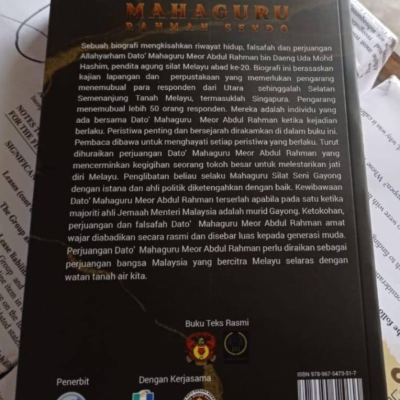 MAHAGURU
Sebuah biografi mengkisahkan riwayat hidup, falsafah dan perjuangan
Allahyarham Dato' Mahaguru Meor Abdul Rahman bin Daeng Uda Mohd
Hashim, pendita agung silat Melayu abad ke-20. Biografi ini berasaskan
kajian lapangan dan perpustakaan yang memerlukan pengarang
menemubual para responden dari Utara sehinggalah Selatan
Semenanjung Tanah Melayu, termasuklah Singapura. Pengarang
menemubual lebih 50 orang responden. Mereka adalah individu yang
ada bersama Dato' Mahaguru Meor Abdul Rahman ketika kejadian
berlaku. Peristiwa penting dan bersejarah dirakamkan di dalam buku ini.
Pembaca dibawa untuk menghayati setiap peristiwa yang berlaku. Turut
dihuraikan perjuangan Dato' Mahaguru Meor Abdul Rahman yang
mencerminkan kegigihan seorang tokoh besar untuk melestarikan jati
diri Melayu. Penglibatan beliau selaku Mahaguru Silat Seni Gayong
dengan istana dan ahli politik diketengahkan dengan baik. Kewibawaan
Dato' Mahaguru Meor Abdul Rahman terserlah apabila pada satu ketika
majoriti ahli Jemaah Menteri Malaysia adalah murid Gayong. Ketokohan,
perjuangan dan falsafah Dato' Mahaguru Meor Abdul Rahman amat
wajar diabadikan secara rasmi dan disebar luas kepada generasi muda.
Perjuangan Dato' Mahaguru Meor Abdul Rahman perlu diraikan sebagai
perjuangan bangsa Malaysia yang bercitra Melayu selaras dengan
watan tanah air kita.
Buku Teks Rasmi
Penerbit
Dengan Kerjasama
ISBN 978-967-5473-51-7